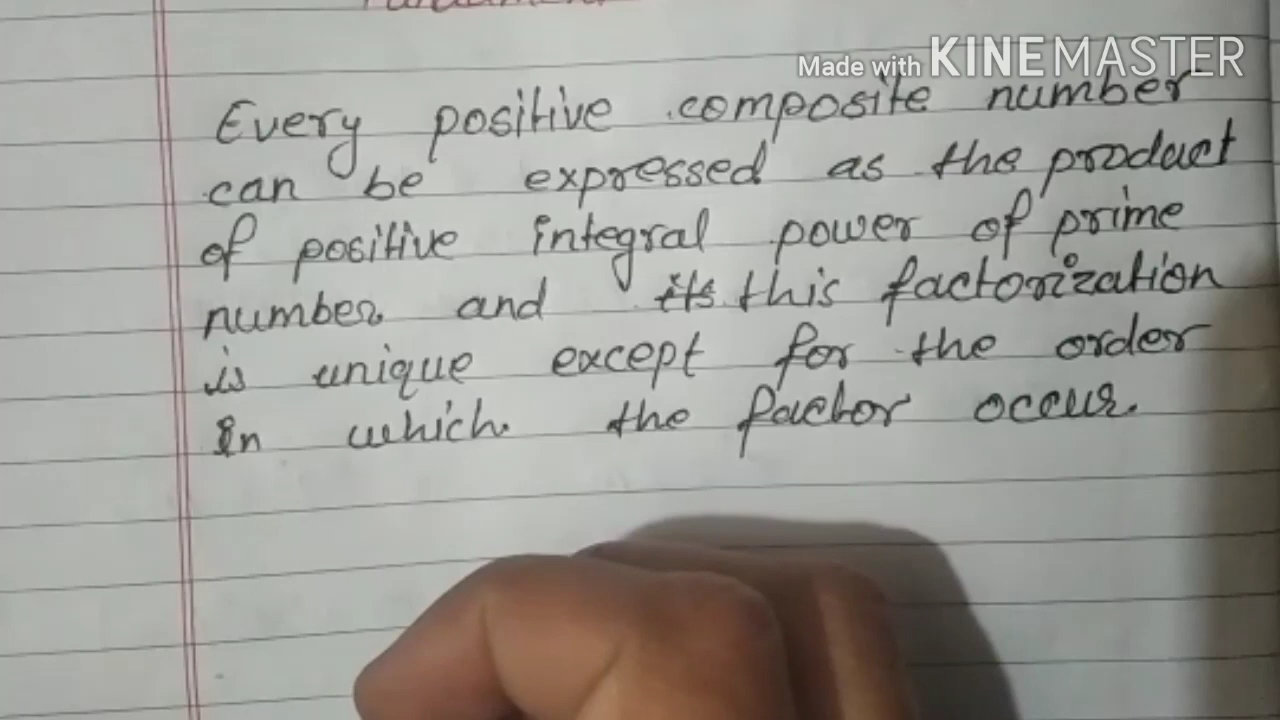 Made with KINEMASTER
Every positive composite number
can be expressed as the product
of positive integral power of prime
number and its this factorization
is unique except for the order
in which the factor occur.